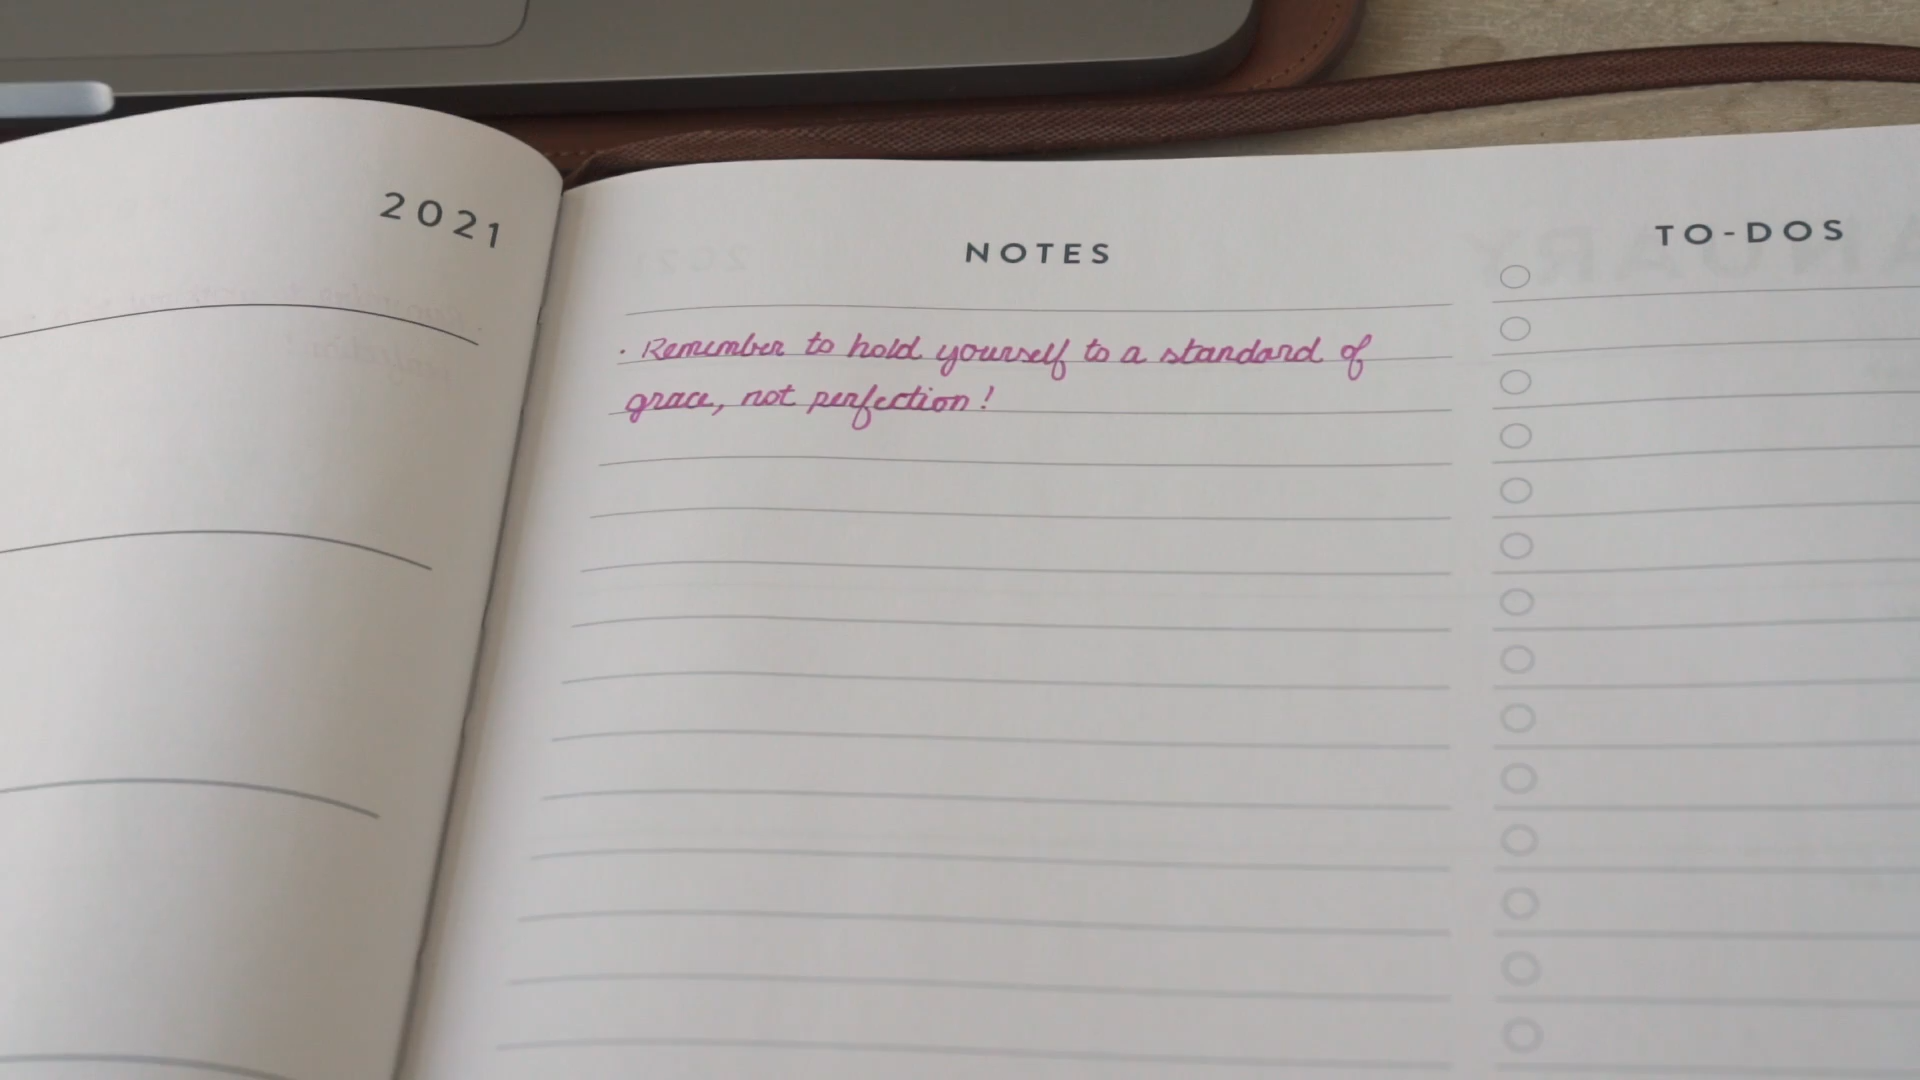 2021
NOTES
TO-DOS
· Remember to hold yourself to a standard of
grace, not perfection!